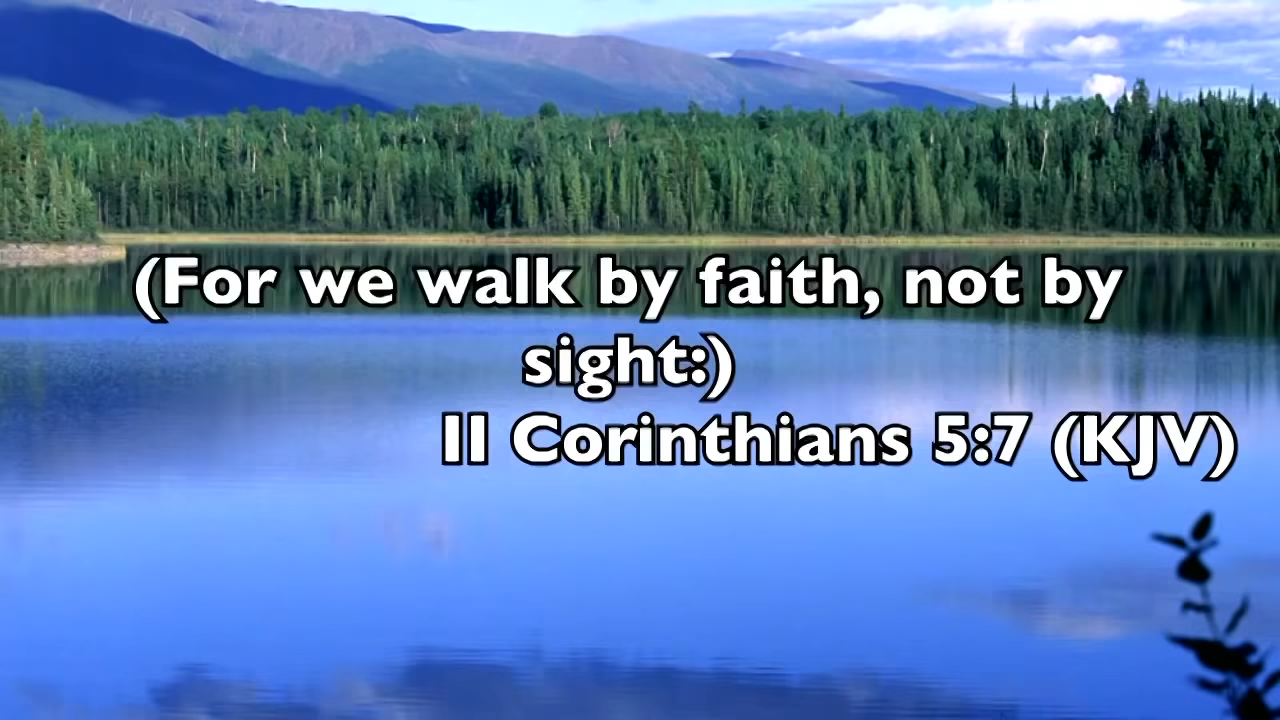 (For we walk by faith, not by
sight:)
II Corinthians 5:7 (KJV)